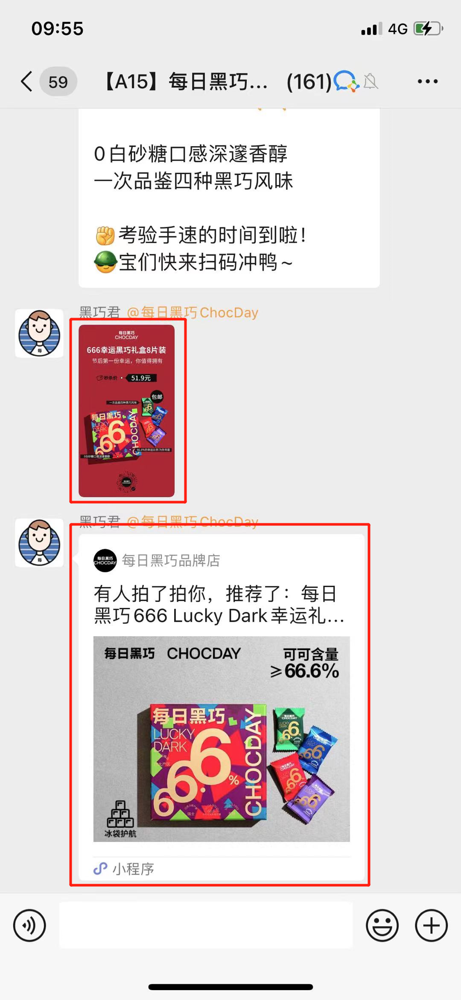 09:55
4G
59
【A15】每日黑巧... (161)
0白砂糖口感深邃香醇
一次品鉴四种黑巧风味
考验手速的时间到啦!
宝们快来扫码冲鸭~
黑巧君 @每日黑巧ChocDay
每日黑巧
CHOCDAY
666幸运黑巧礼盒8片装
节后第一份幸运，你值得拥有
秒杀价
51.9元
包邮
一次品鉴四种黑巧风味
每日黑巧
LUCKY
DARK
66.6%
CHOCDAY
66.6%的幸运比例 为你充能
0白砂糖口感深邃香醇
黑巧君 @每日黑巧ChocDay
每日黑巧
CHOCDAY
每日黑巧品牌店
有人拍了拍你，推荐了：每日
黑巧666 Lucky Dark幸运礼...
每日黑巧 CHOCDAY
可可含量
≥66.6%
每日黑巧
LUCKY
DARK
66.6%
CHOCDAY
瑞士
冰袋护航
小程序